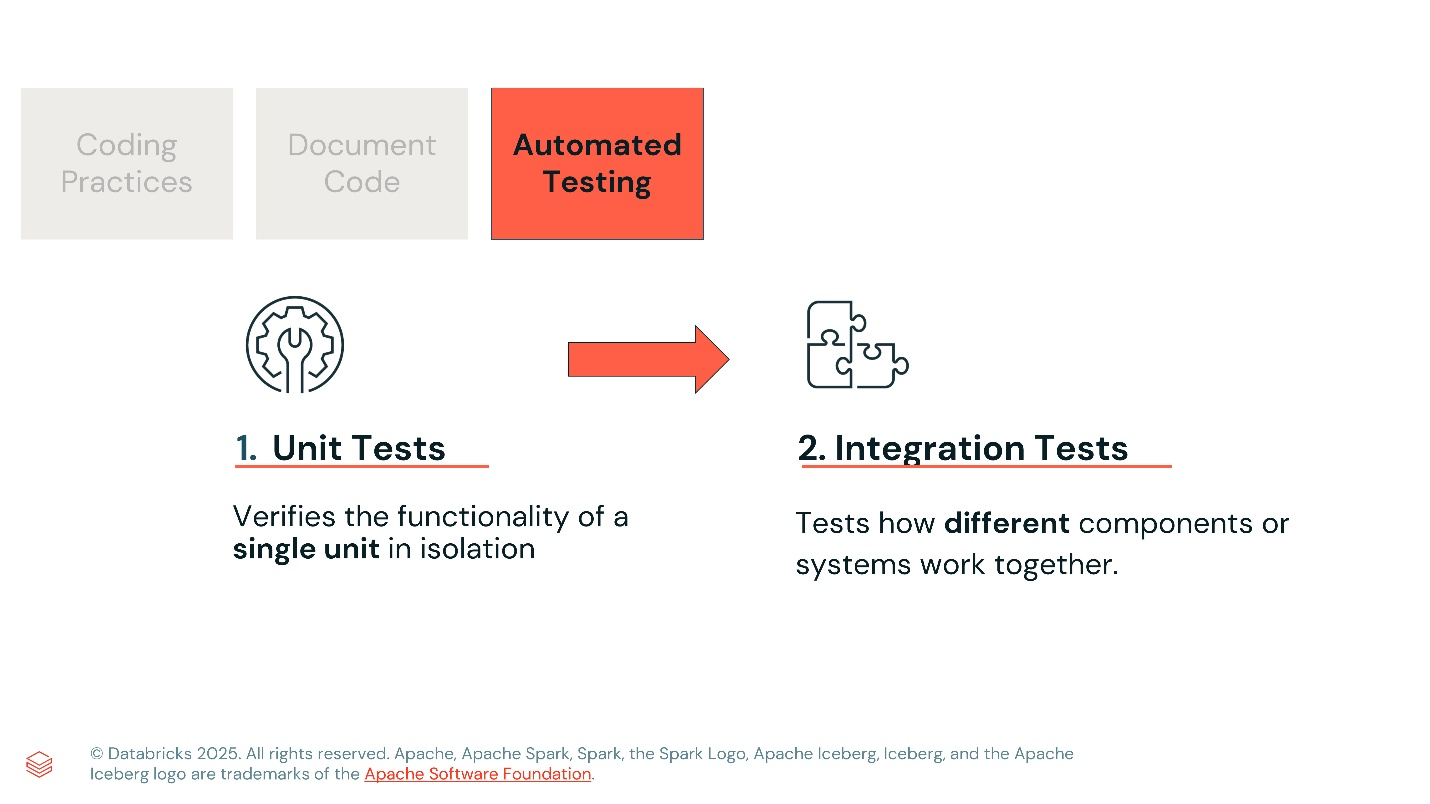 Coding
Practices
Document
Code
Automated
Testing
1. Unit Tests
Verifies the functionality of a
single unit in isolation
2. Integration Tests
Tests how different components or
systems work together.
© Databricks 2025. All rights reserved. Apache, Apache Spark, Spark, the Spark Logo, Apache Iceberg, Iceberg, and the Apache
Iceberg logo are trademarks of the Apache Software Foundation.